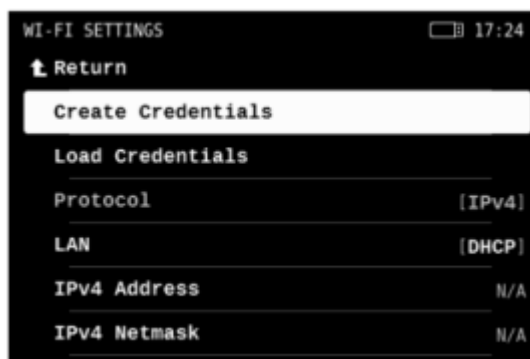 WI-FI SETTINGS 17:24
Return
Create Credentials
Load Credentials
Protocol [IPv4]
LAN [DHCP]
IPv4 Address N/A
IPv4 Netmask N/A